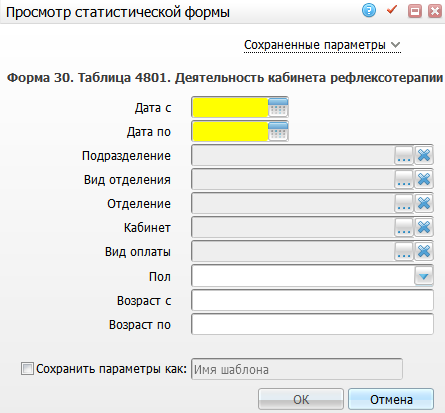 Просмотр статистической формы
Сохраненные параметры
Форма 30. Таблица 4801. Деятельность кабинета рефлексотерапии
Дата с
Дата по
Подразделение ...
Вид отделения ...
Отделение ...
Кабинет ...
Вид оплаты ...
Пол
Возраст с
Возраст по
Сохранить параметры как: Имя шаблона
ОК Отмена